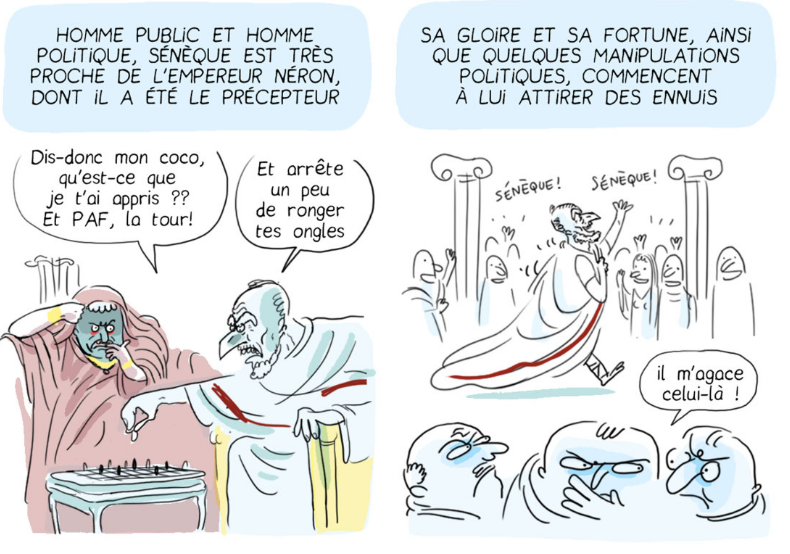 HOMME PUBLIC ET HOMME
POLITIQUE, SÉNÈQUE EST TRÈS
PROCHE DE L'EMPEREUR NÉRON,
DONT IL A ÉTÉ LE PRÉCEPTEUR
Dis-donc mon coco,
qu'est-ce que
je t'ai appris ??
Et PAF, la tour!
Et arrête
un peu
de ronger
tes ongles
SA GLOIRE ET SA FORTUNE, AINSI
QUE QUELQUES MANIPULATIONS
POLITIQUES, COMMENCENT
À LUI ATTIRER DES ENNUIS
SÉNÈQUE!
SÉNÈQUE!
il m'agace
celui-là !